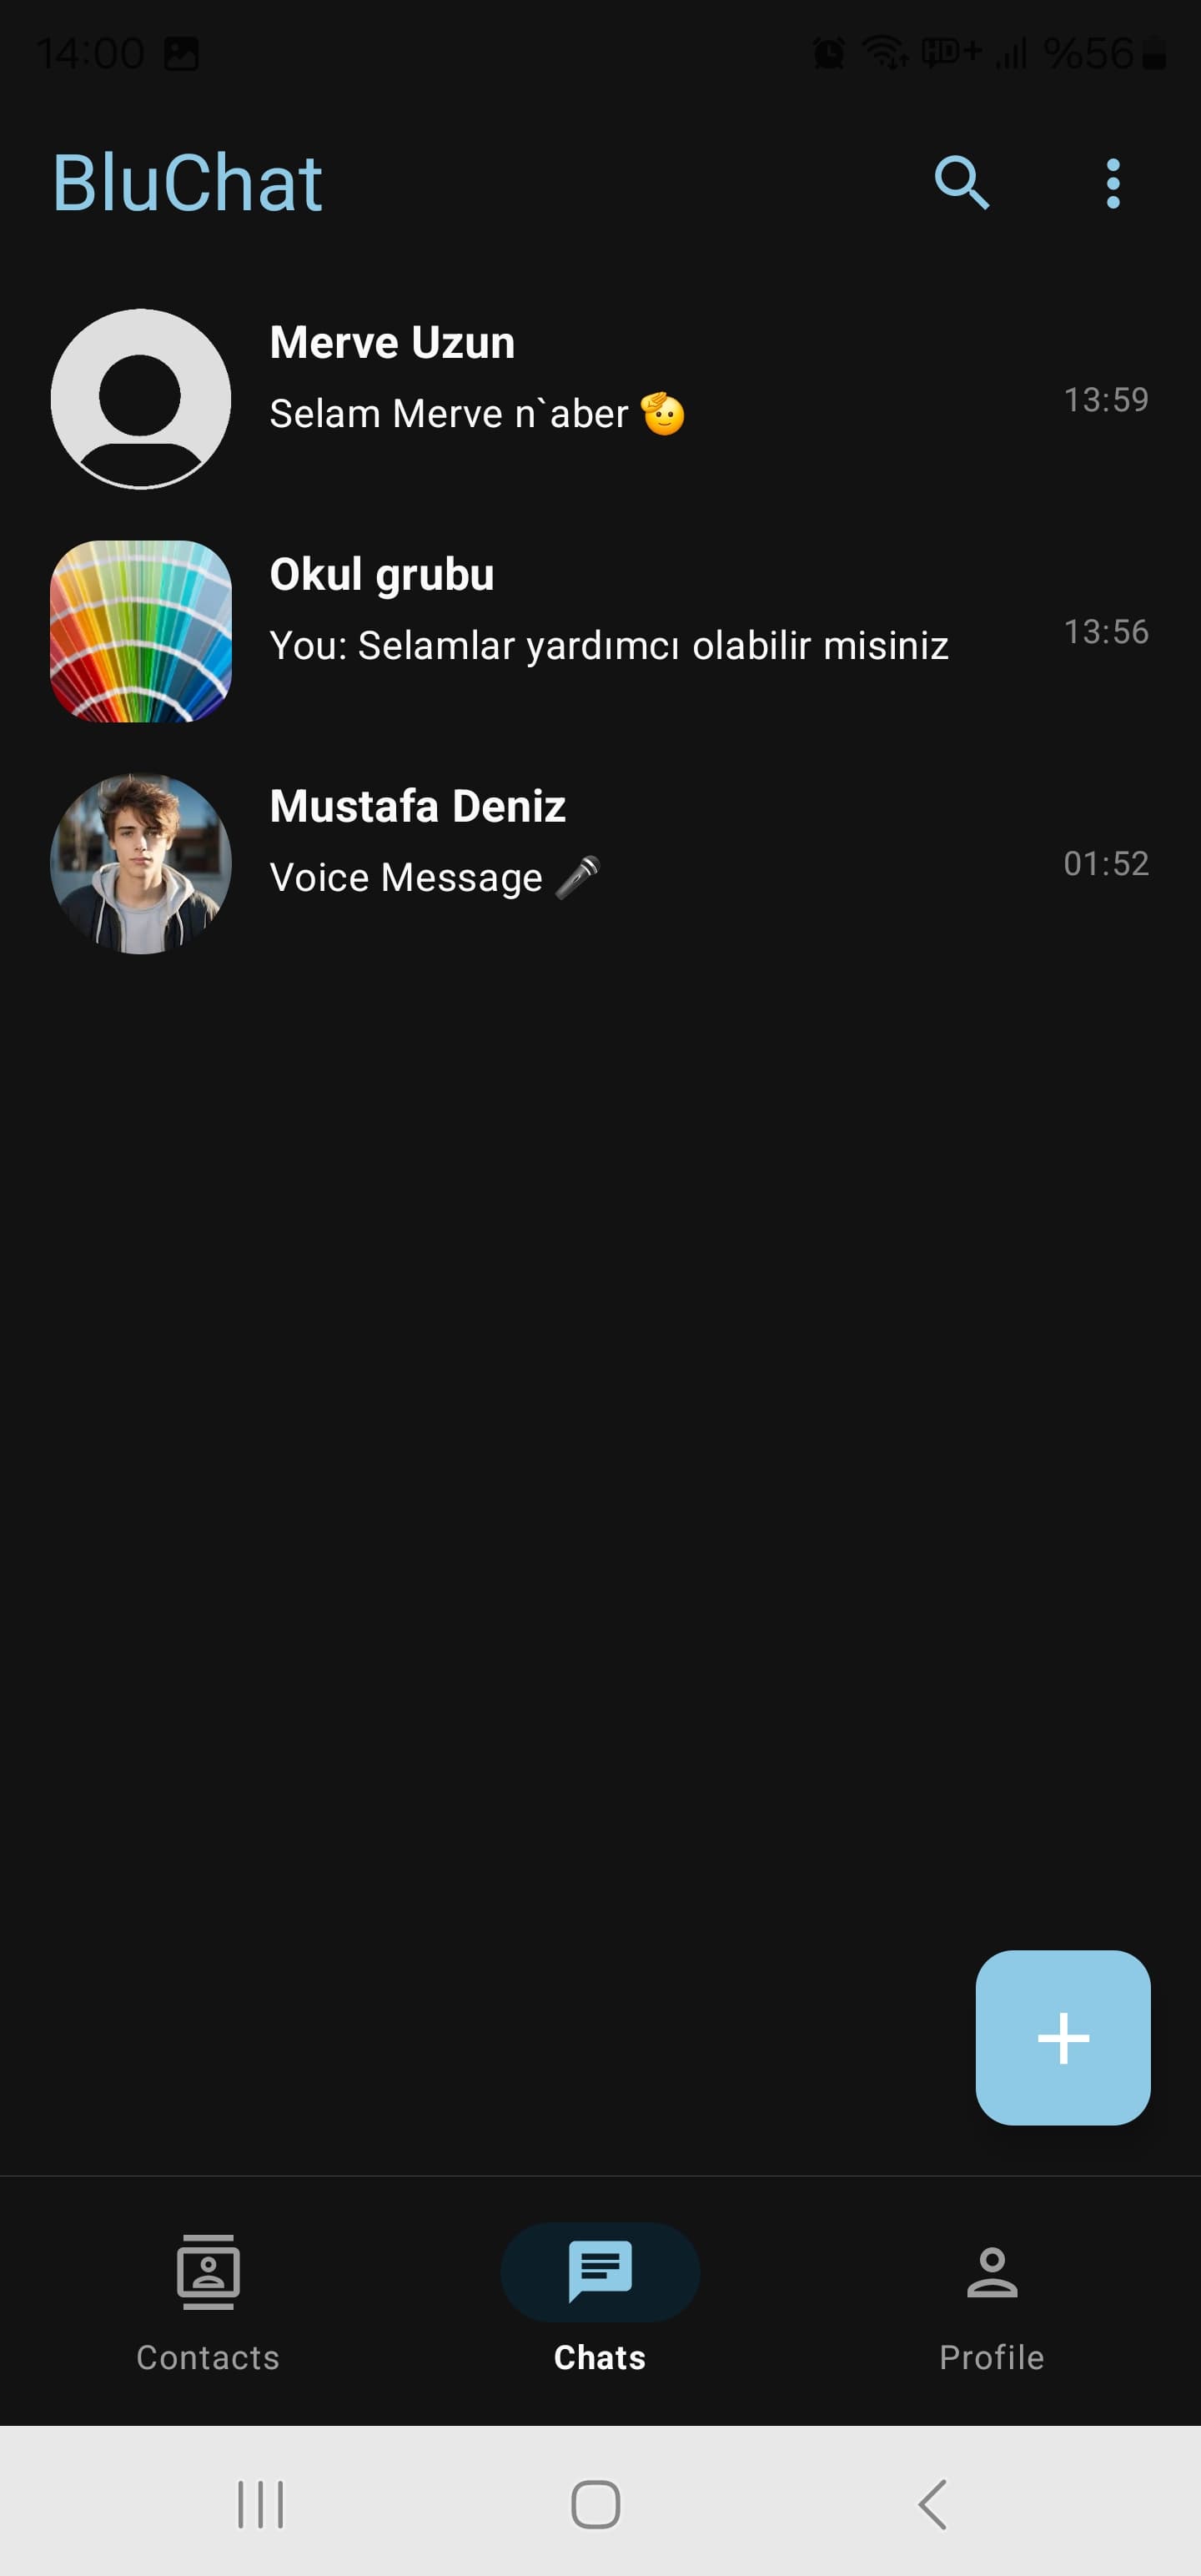 14:00 HD+ %56
BluChat
Merve Uzun
Selam Merve n`aber 🫡
13:59
Okul grubu
You: Selamlar yardımcı olabilir misiniz
13:56
Mustafa Deniz
Voice Message 🎤
01:52
Contacts
Chats
Profile